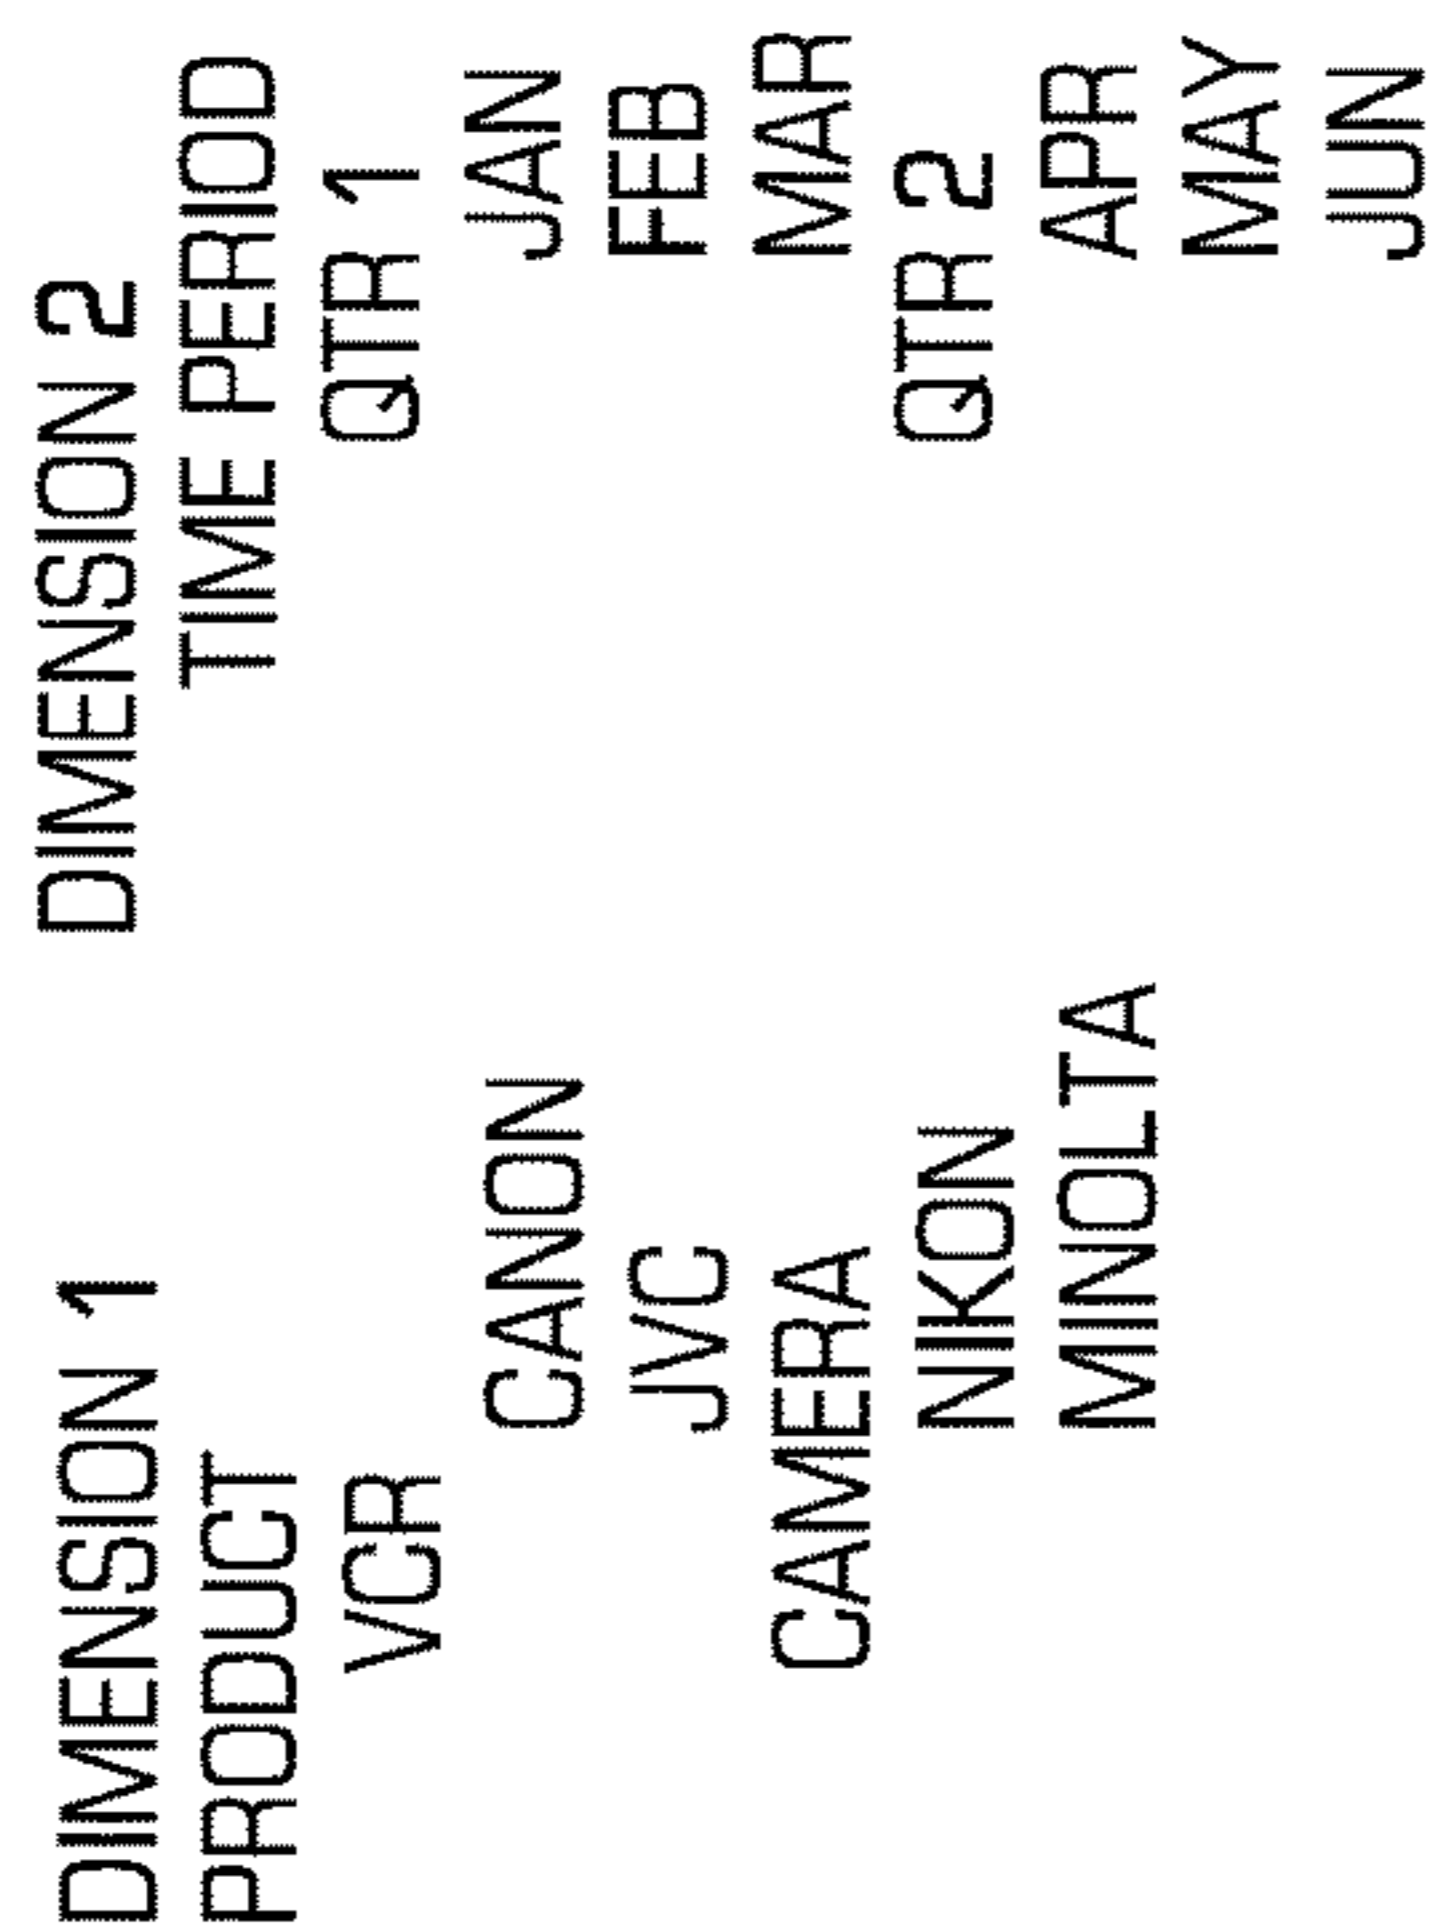 DIMENSION 1
PRODUCT
VCR
CANON
JVC
CAMERA
NIKON
MINOLTA
DIMENSION 2
TIME PERIOD
QTR 1
JAN
FEB
MAR
QTR 2
APR
MAY
JUN